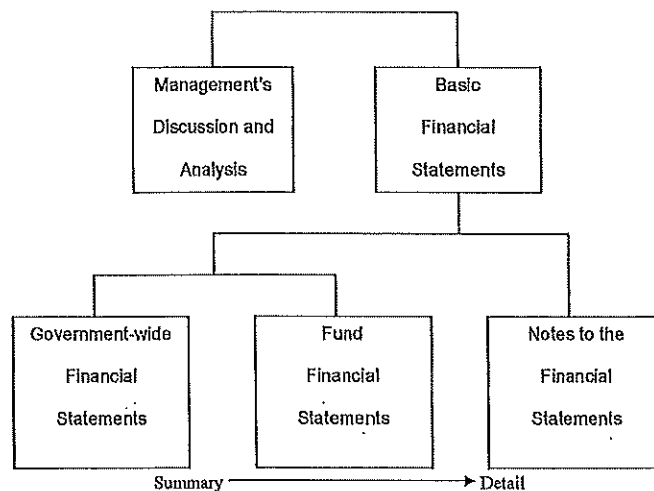 Management's
Discussion and
Analysis
Basic
Financial
Statements
Government-wide
Financial
Statements
Fund
Financial
Statements
Notes to the
Financial
Statements
Summary
Detail